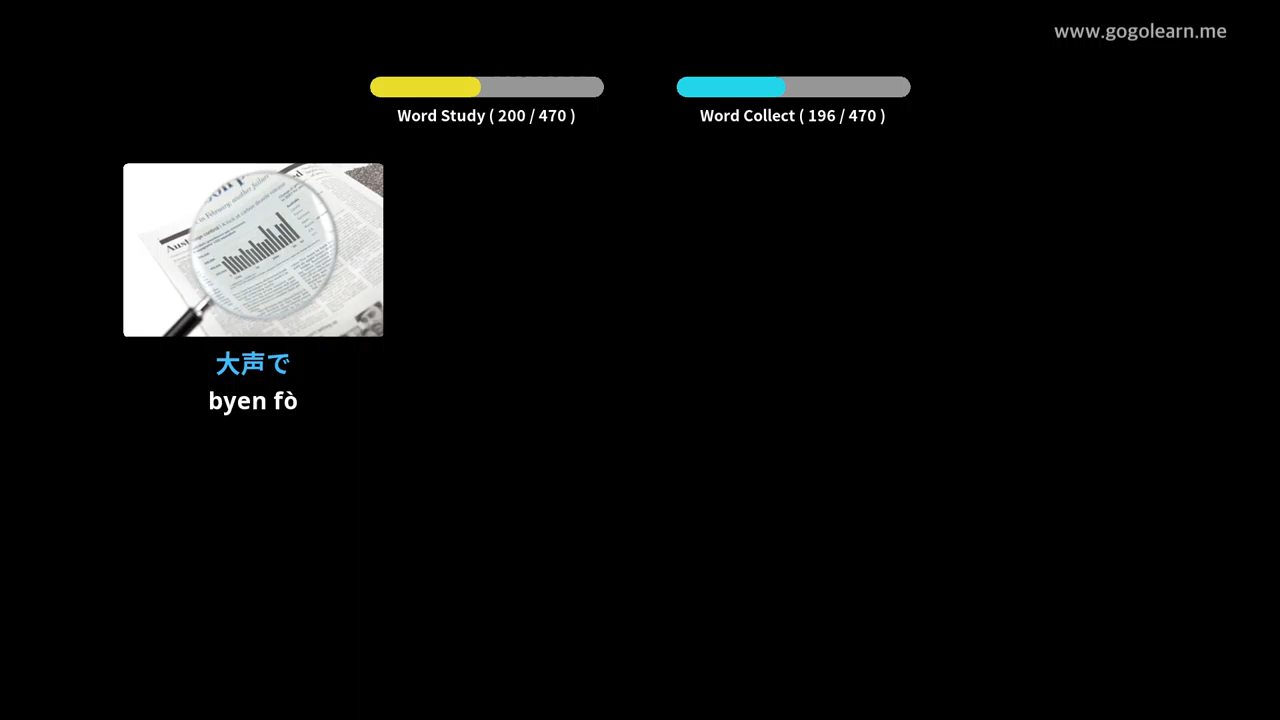 www.gogolearn.me
Word Study ( 200 / 470 )
Word Collect ( 196 / 470 )
大声で
byen fò